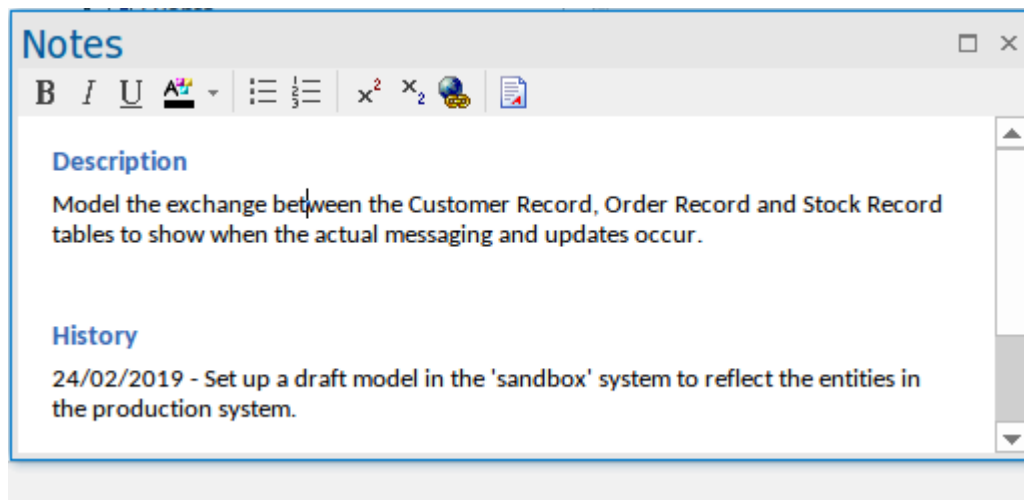 Notes
B I U A x² x₂
Description
Model the exchange between the Customer Record, Order Record and Stock Record
tables to show when the actual messaging and updates occur.
History
24/02/2019 - Set up a draft model in the 'sandbox' system to reflect the entities in
the production system.